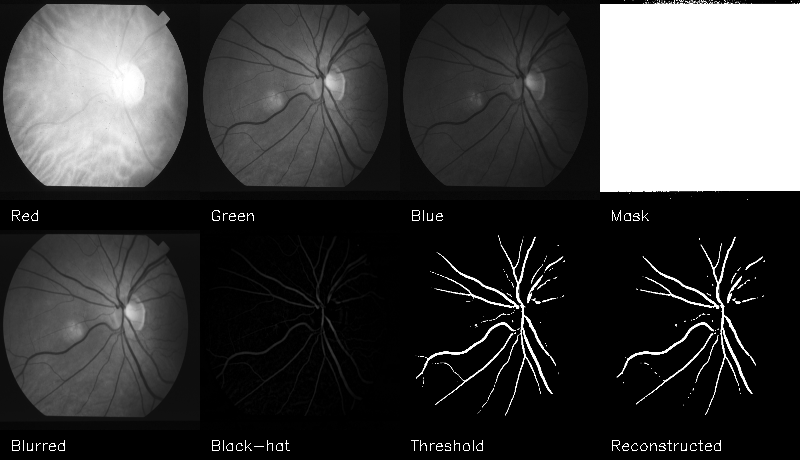 Red
Green
Blue
Mask
Blurred
Black-hat
Threshold
Reconstructed